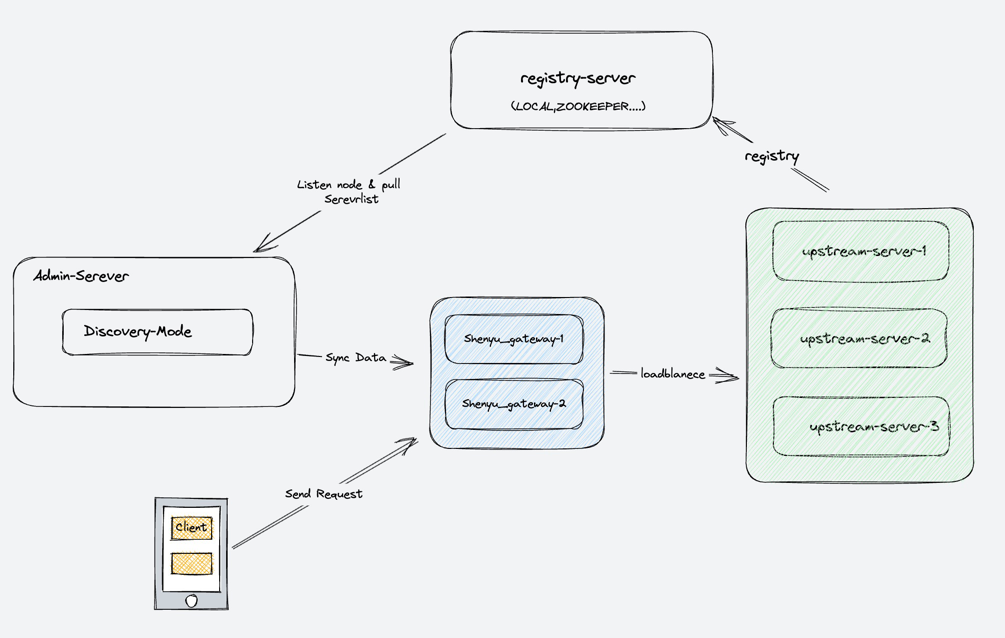 registry-server
(LOCAL,ZOOKEEPER....)
registry
Listen node & pull
Serevrlist
upstream-server-1
Admin-Serever
Discovery-Mode
Shenyu_gateway-1
upstream-server-2
Sync Data
loadblanece
Shenyu_gateway-2
upstream-server-3
Send Request
Client